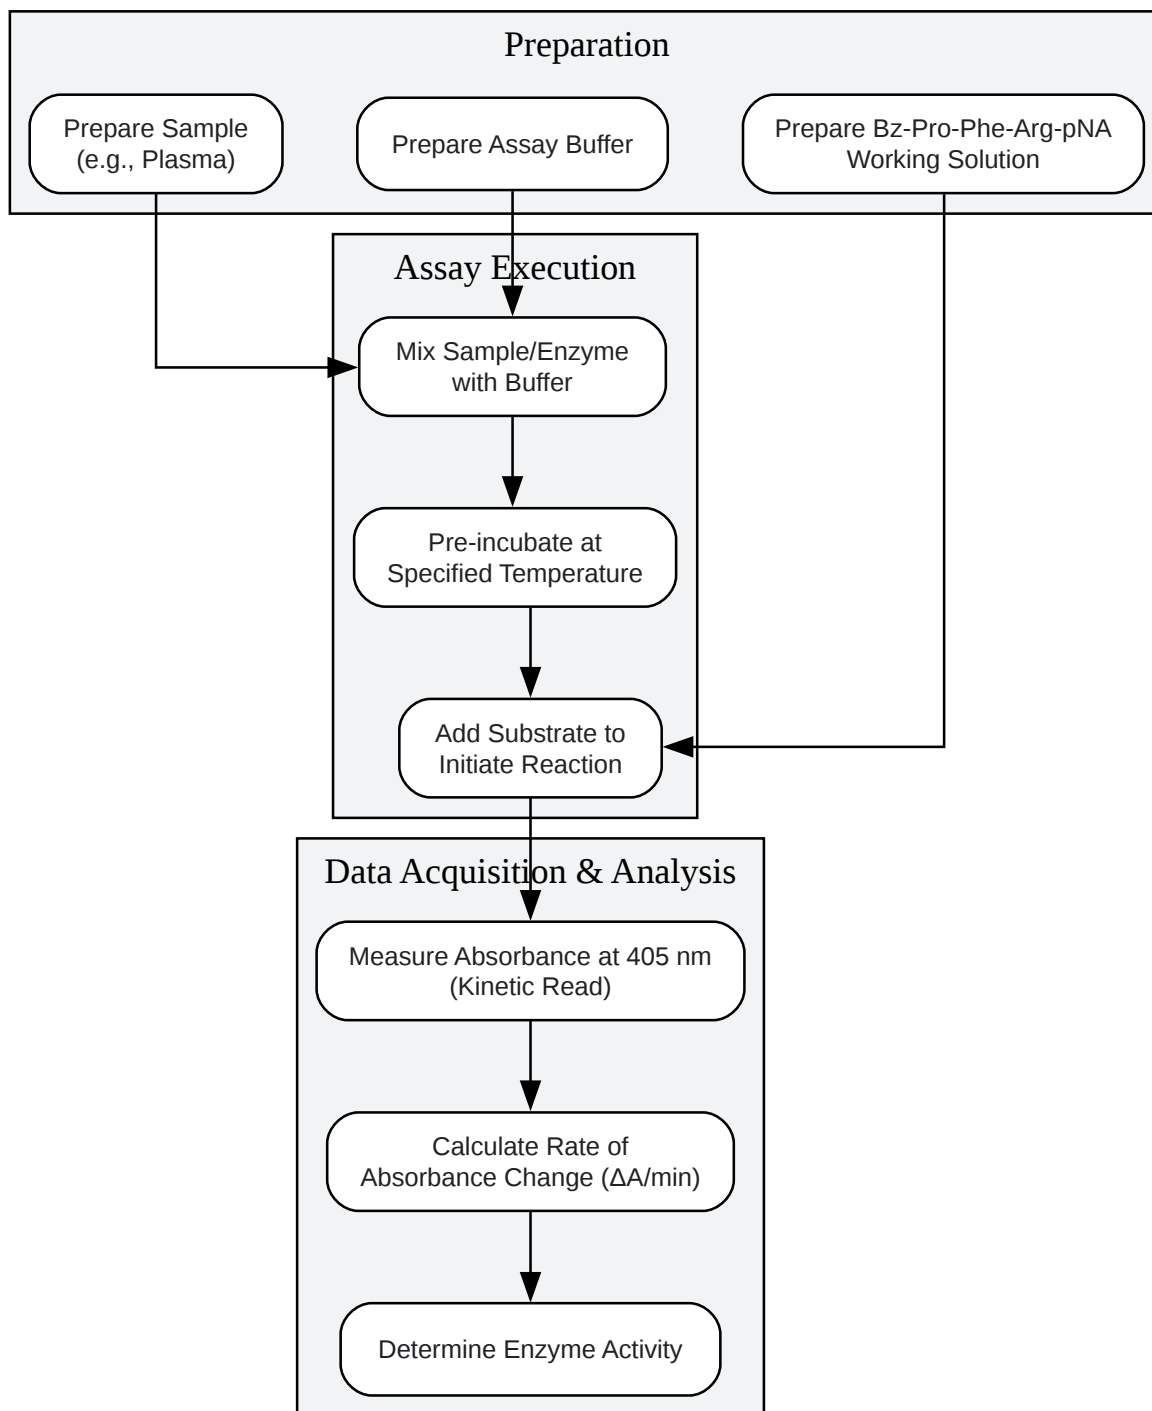 Preparation
Prepare Sample
(e.g., Plasma)
Prepare Assay Buffer
Prepare Bz-Pro-Phe-Arg-pNA
Working Solution
Assay Execution
Mix Sample/Enzyme
with Buffer
Pre-incubate at
Specified Temperature
Add Substrate to
Initiate Reaction
Data Acquisition & Analysis
Measure Absorbance at 405 nm
(Kinetic Read)
Calculate Rate of
Absorbance Change (ΔA/min)
Determine Enzyme Activity